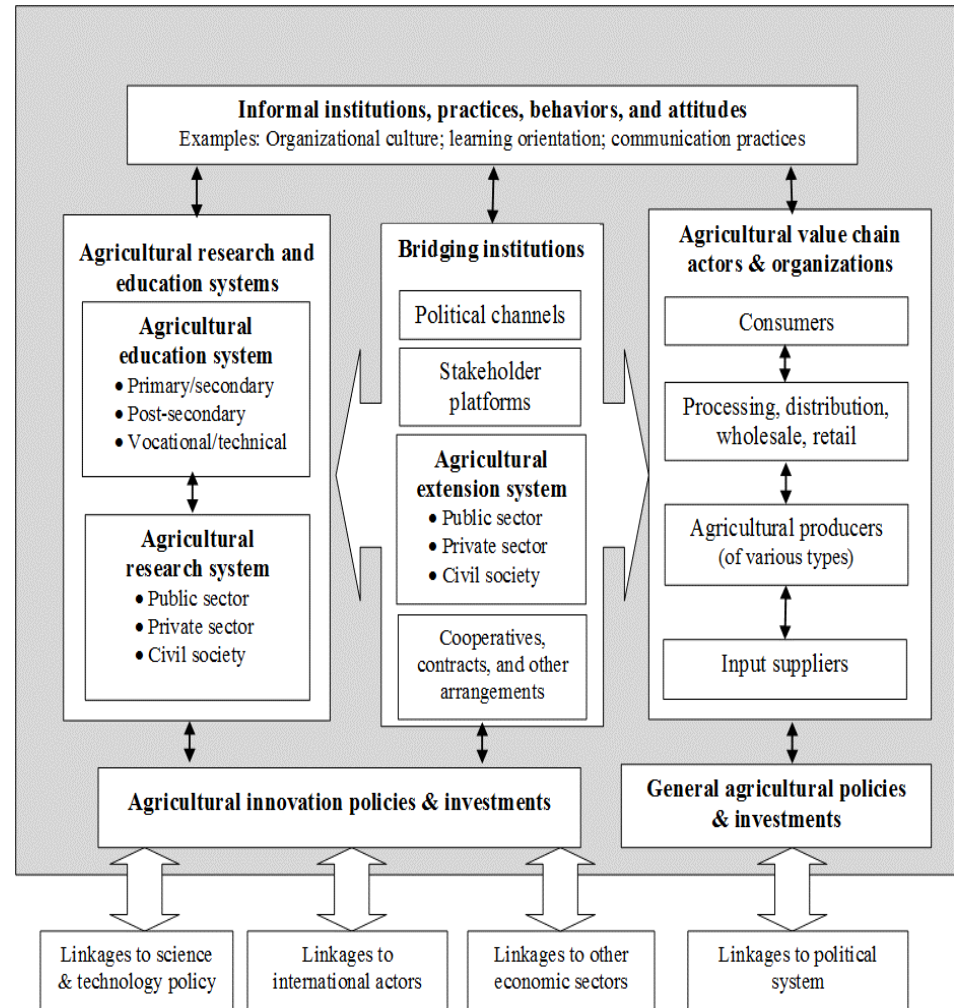 Informal institutions, practices, behaviors, and attitudes
Examples: Organizational culture; learning orientation; communication practices
Agricultural research and
education systems
Agricultural
education system
• Primary/secondary
• Post-secondary
• Vocational/technical
Agricultural
research system
• Public sector
• Private sector
• Civil society
Bridging institutions
Political channels
Stakeholder
platforms
Agricultural
extension system
• Public sector
• Private sector
• Civil society
Cooperatives,
contracts, and other
arrangements
Agricultural value chain
actors & organizations
Consumers
Processing, distribution,
wholesale, retail
Agricultural producers
(of various types)
Input suppliers
Agricultural innovation policies & investments
General agricultural policies
& investments
Linkages to science
& technology policy
Linkages to
international actors
Linkages to other
economic sectors
Linkages to political
system